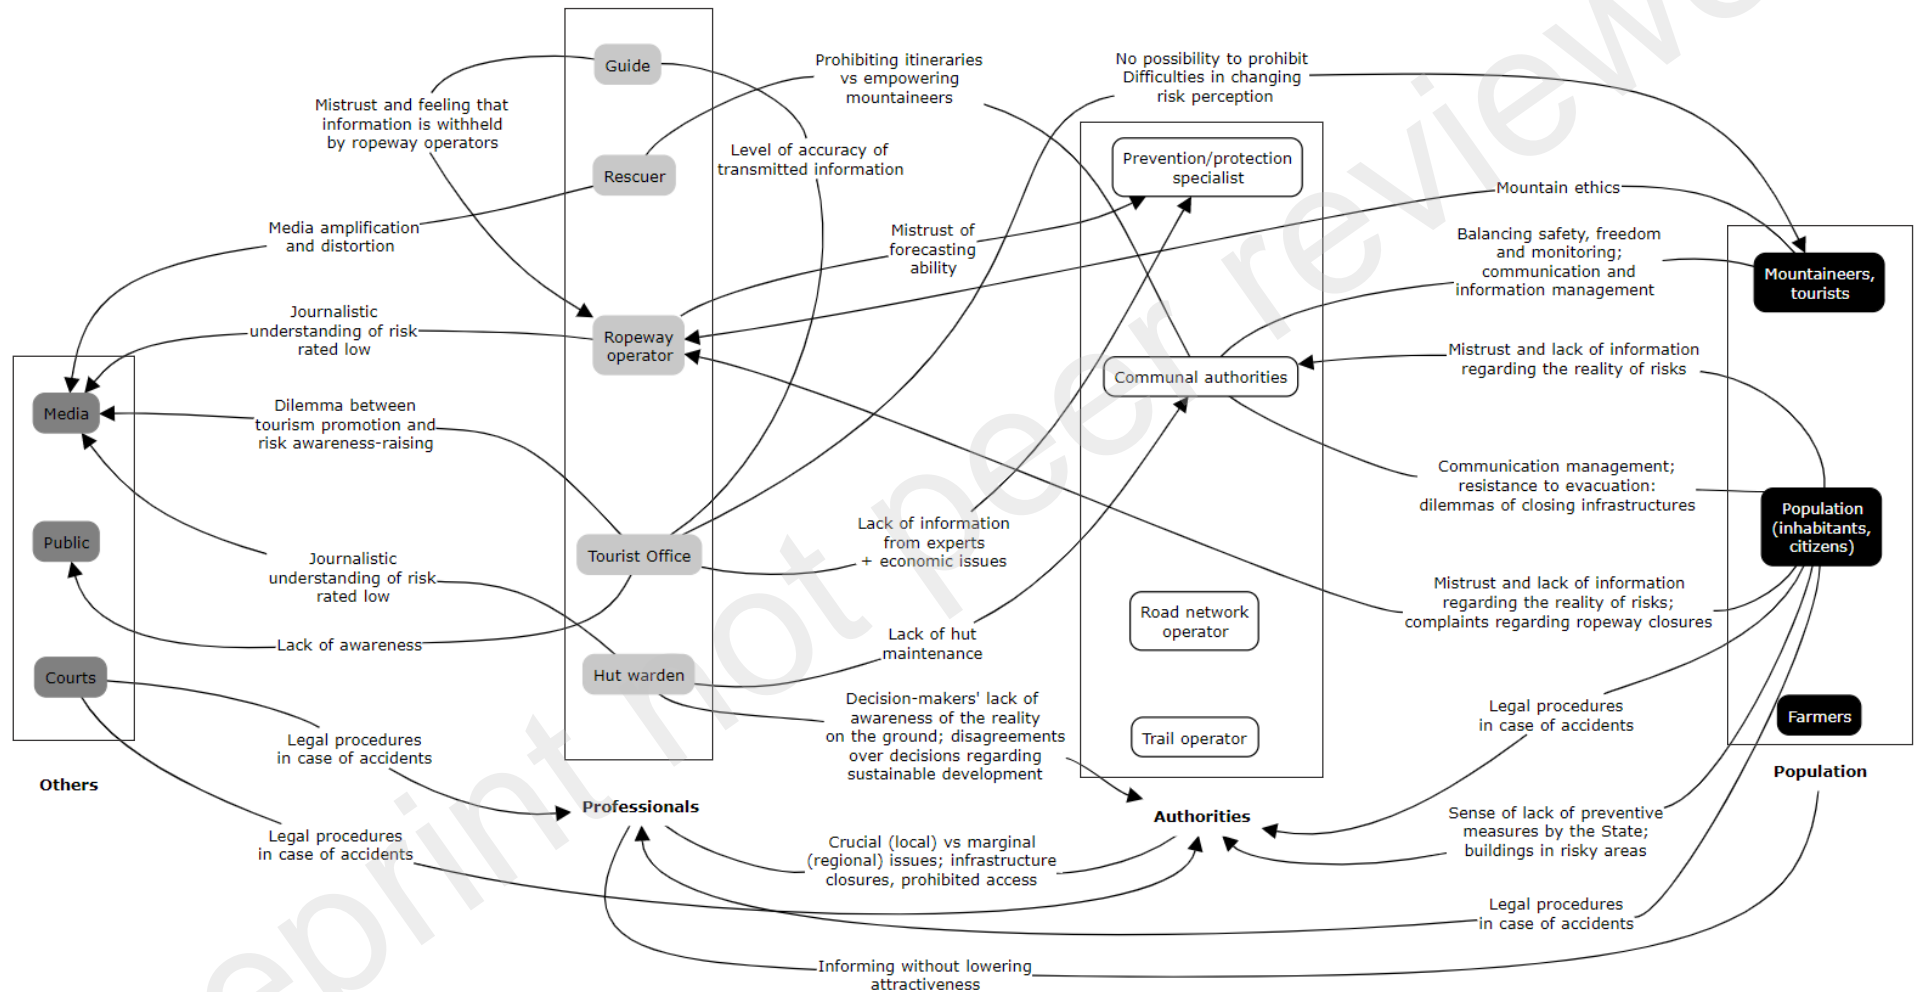 Guide
Mistrust and feeling that
information is withheld
by ropeway operators
Prohibiting itineraries
vs empowering
mountaineers
No possibility to prohibit
Difficulties in changing
risk perception
Level of accuracy of
transmitted information
Rescuer
Prevention/protection
specialist
Mountain ethics
Media amplification
and distortion
Mistrust of
forecasting
ability
Balancing safety, freedom
and monitoring;
communication and
information management
Mountaineers,
tourists
Journalistic
understanding of risk
rated low
Ropeway
operator
Communal authorities
Mistrust and lack of information
regarding the reality of risks
Media
Dilemma between
tourism promotion and
risk awareness-raising
Communication management;
resistance to evacuation:
dilemmas of closing infrastructures
Population
(inhabitants,
citizens)
Public
Tourist Office
Lack of information
from experts
+ economic issues
Journalistic
understanding of risk
rated low
Road network
operator
Mistrust and lack of information
regarding the reality of risks;
complaints regarding ropeway closures
Lack of awareness
Lack of hut
maintenance
Courts
Hut warden
Decision-makers' lack of
awareness of the reality
on the ground; disagreements
over decisions regarding
sustainable development
Trail operator
Legal procedures
in case of accidents
Farmers
Legal procedures
in case of accidents
Others
Professionals
Authorities
Population
Legal procedures
in case of accidents
Crucial (local) vs marginal
(regional) issues; infrastructure
closures, prohibited access
Sense of lack of preventive
measures by the State;
buildings in risky areas
Legal procedures
in case of accidents
Informing without lowering
attractiveness
eprint not peer review